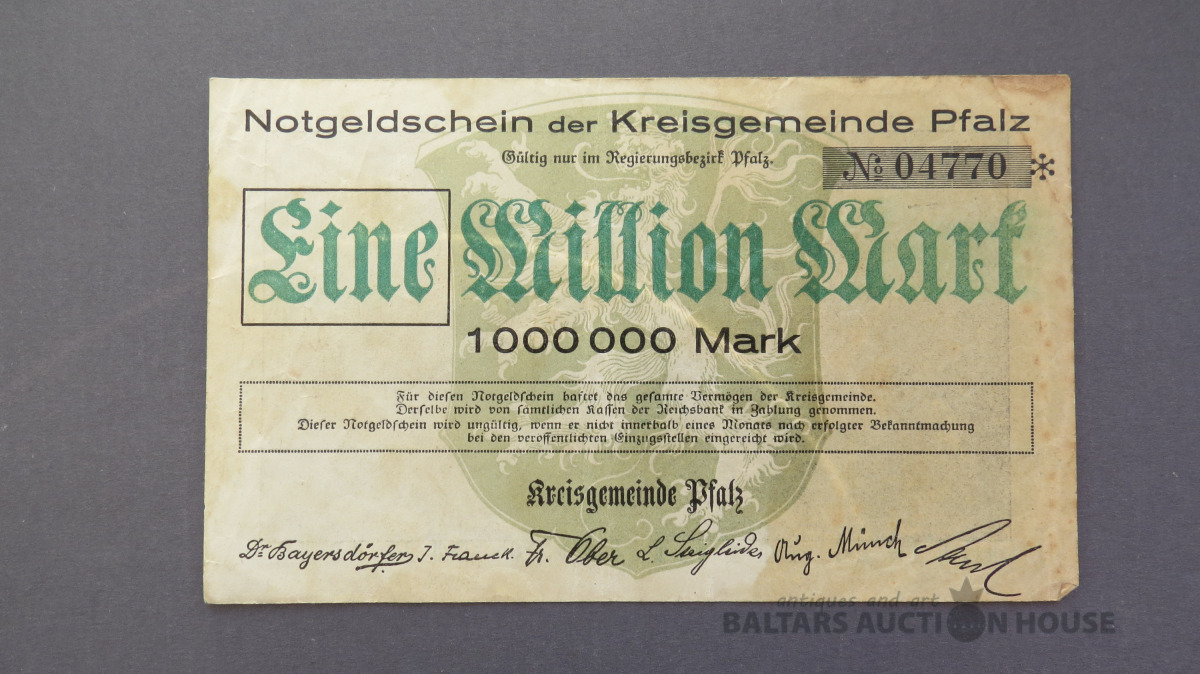 Notgeldschein der Kreisgemeinde Pfalz
Gültig nur im Regierungsbezirk Pfalz.
No 04770 *
Eine Million Mark
1000000 Mark
Für diesen Notgeldschein haftet das gesamte Vermögen der Kreisgemeinde.
Derselbe wird von sämtlichen Kassen der Reichsbank in Zahlung genommen.
Dieser Notgeldschein wird ungültig, wenn er nicht innerhalb eines Monats nach erfolgter Bekanntmachung
bei den veröffentlichten Einzugsstellen eingereicht wird.
Kreisgemeinde Pfalz
Dr Bayersdörfer J. Franck. Fr. Ober L. Aug. Münch
antiques and art
BALTARS AUCTION HOUSE